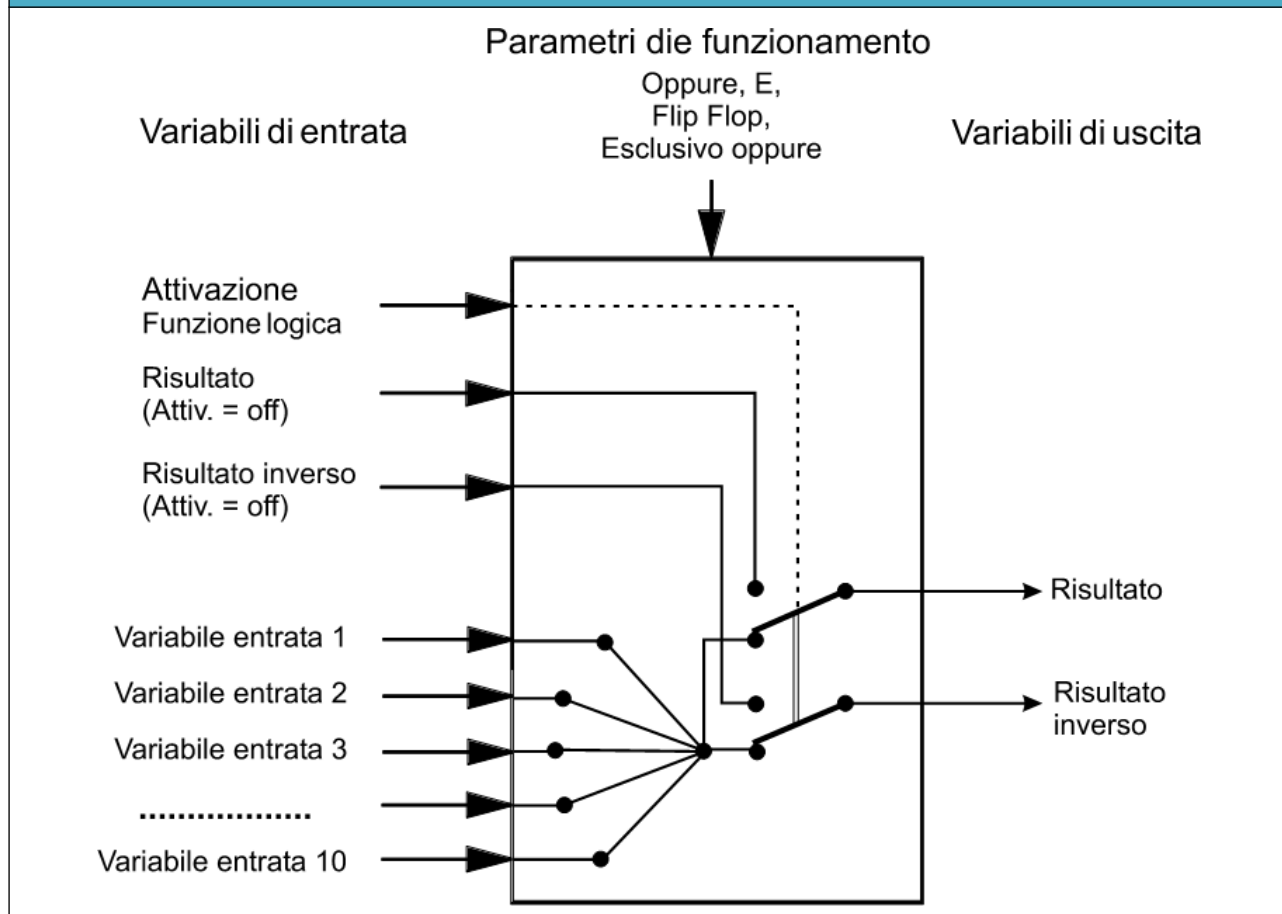 Parametri die funzionamento
Oppure, E,
Flip Flop,
Esclusivo oppure
Variabili di entrata
Variabili di uscita
Attivazione
Funzione logica
Risultato
(Attiv. = off)
Risultato inverso
(Attiv. = off)
Variabile entrata 1
Variabile entrata 2
Variabile entrata 3
..................
Variabile entrata 10
Risultato
Risultato
inverso